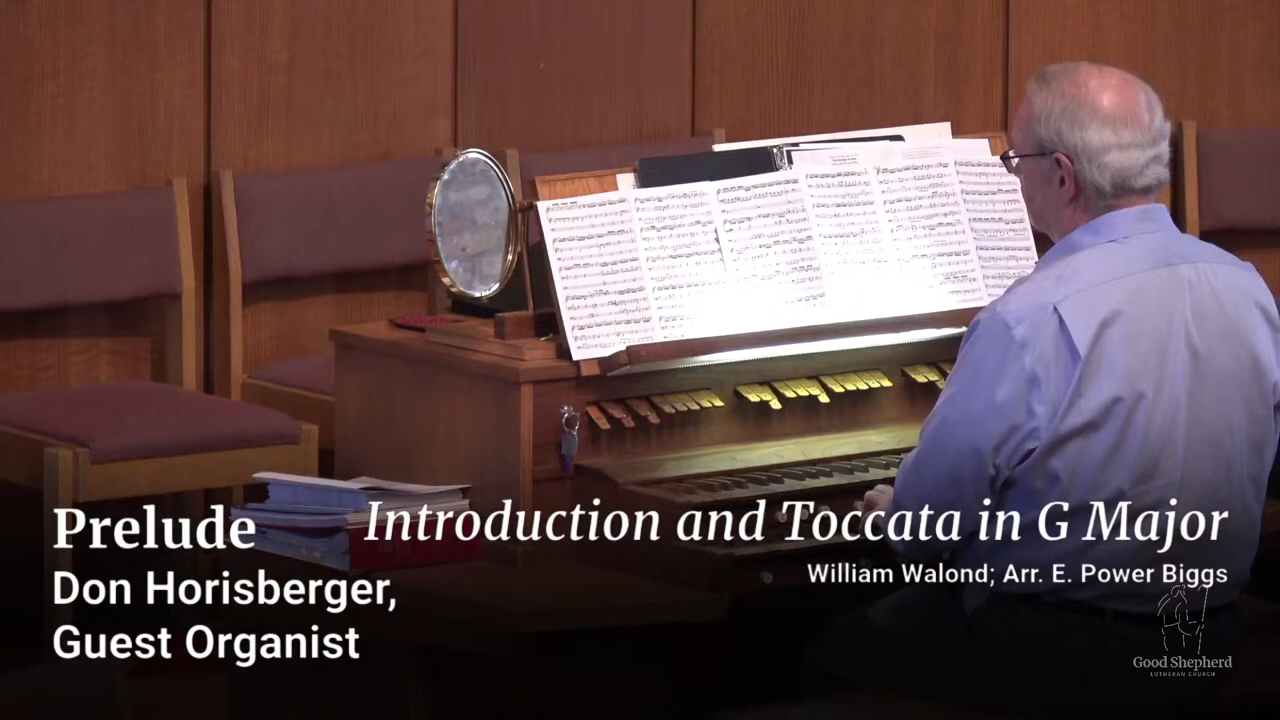 Prelude
Don Horisberger,
Guest Organist
Introduction and Toccata in G Major
William Walond; Arr. E. Power Biggs
Good Shepherd
LUTHERAN CHURCH